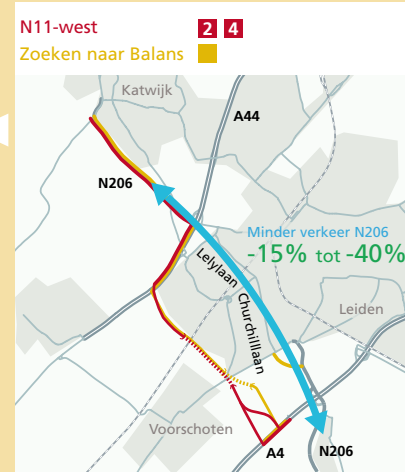 N11-west 2 4
Zoeken naar Balans
Katwijk
A44
N206
Minder verkeer N206
-15% tot -40%
Lelylaan
Churchilllaan
Leiden
Voorschoten
A4
N206